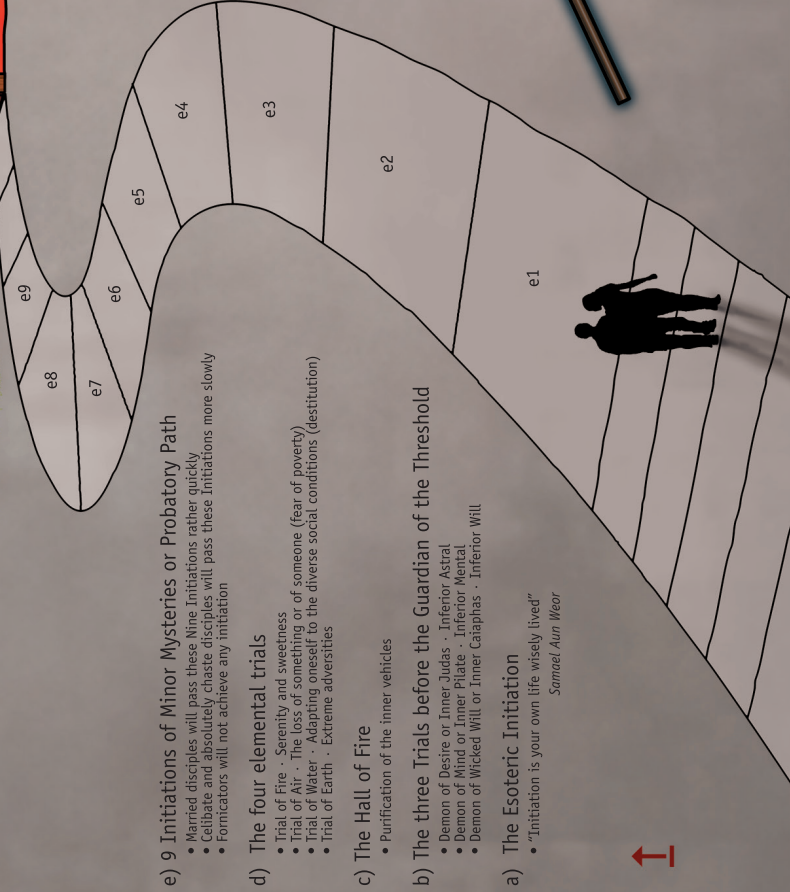 e9
e8
e7
e6
e5
e4
e3
e2
e1
e) 9 Initiations of Minor Mysteries or Probatory Path
• Married disciples will pass these Nine Initiations rather quickly
• Celibate and absolutely chaste disciples will pass these Initiations more slowly
• Fornicators will not achieve any initiation
d) The four elemental trials
• Trial of Fire · Serenity and sweetness
• Trial of Air · The loss of something or of someone (fear of poverty)
• Trial of Water · Adapting oneself to the diverse social conditions (destitution)
• Trial of Earth · Extreme adversities
c) The Hall of Fire
• Purification of the inner vehicles
b) The three Trials before the Guardian of the Threshold
• Demon of Desire or Inner Judas · Inferior Astral
• Demon of Mind or Inner Pilate · Inferior Mental
• Demon of Wicked Will or Inner Caiaphas · Inferior Will
a) The Esoteric Initiation
• "Initiation is your own life wisely lived"
Samael Aun Weor